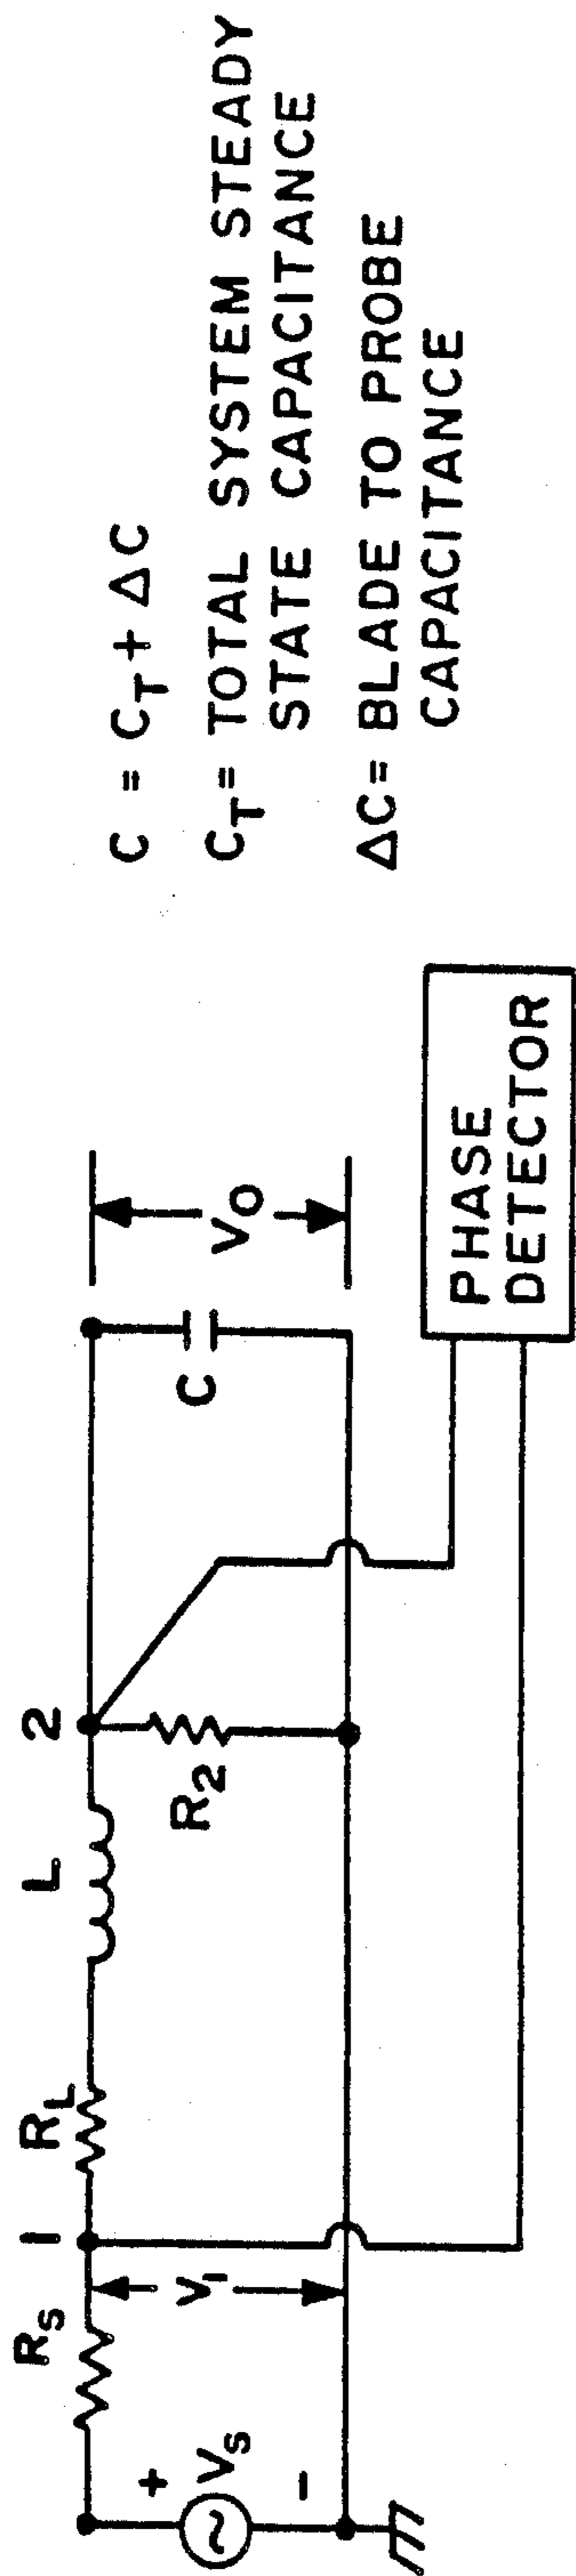 C = C_T + ΔC
C_T = TOTAL SYSTEM STEADY
STATE CAPACITANCE
ΔC = BLADE TO PROBE
CAPACITANCE
R_S
1
R_L
L
2
+
V_S
-
V_1
R_2
C
V_O
PHASE
DETECTOR